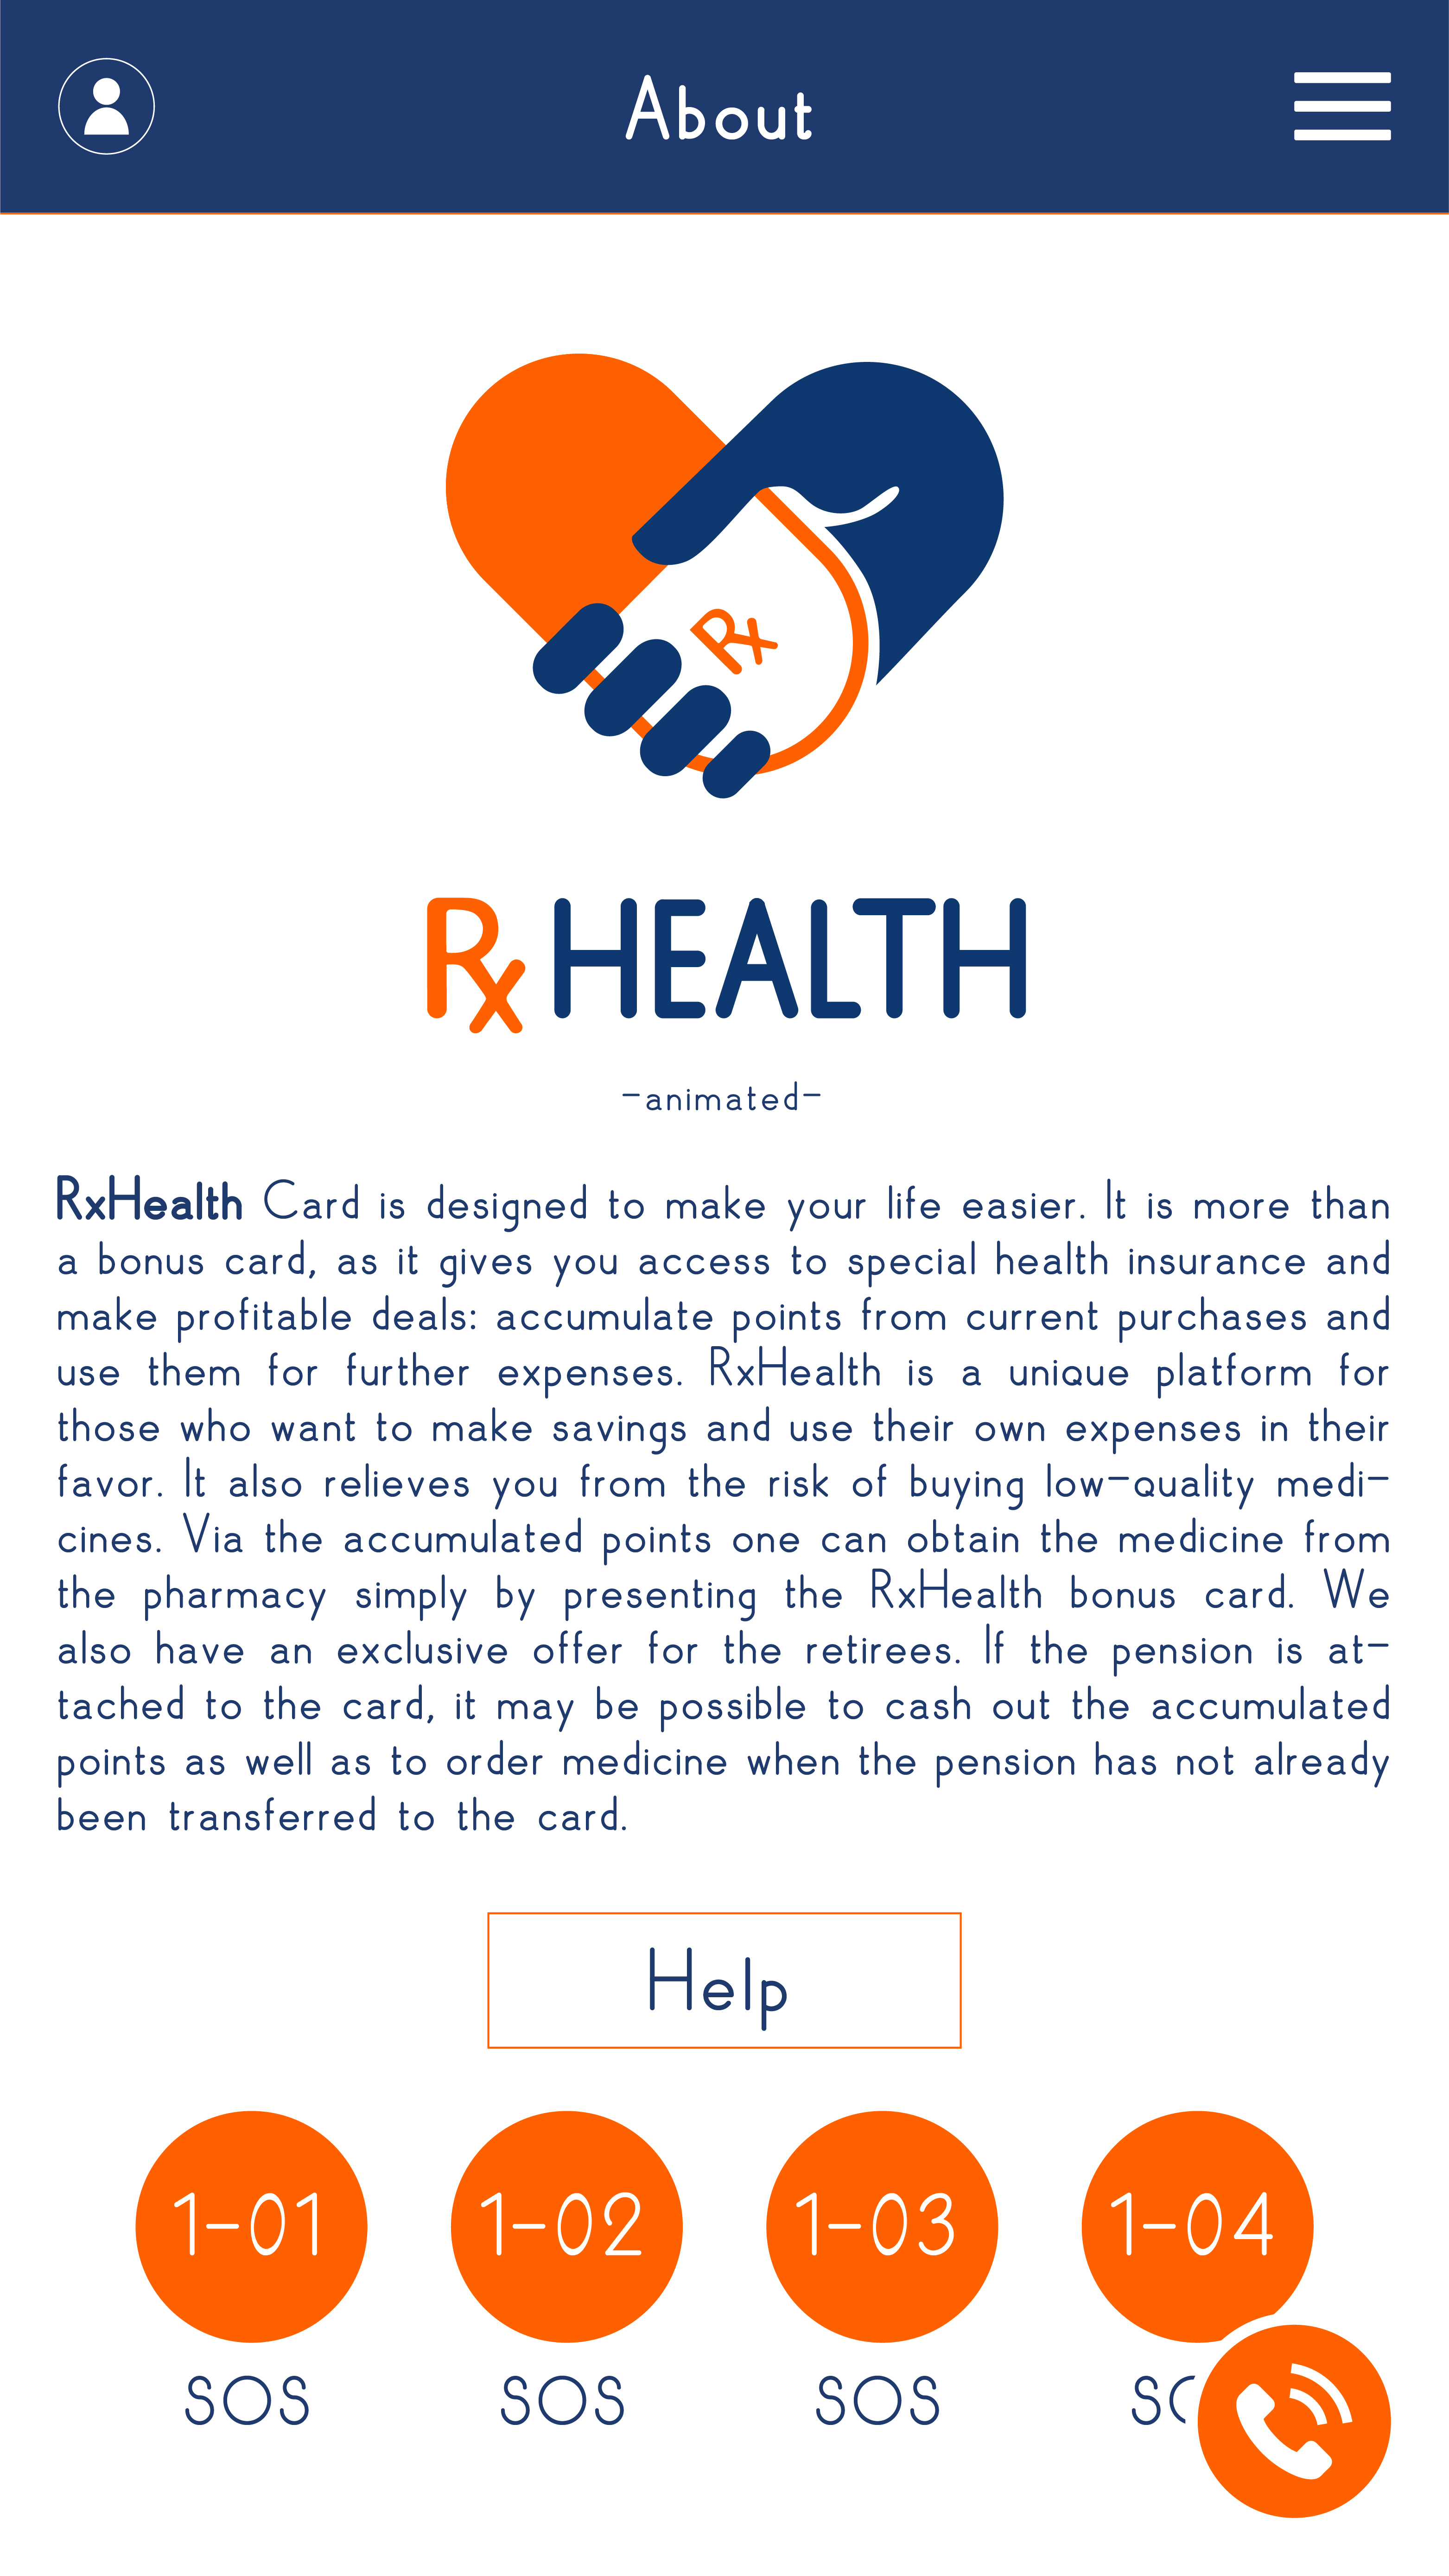 About
Rx
Rx HEALTH
-animated-
RxHealth Card is designed to make your life easier. It is more than
a bonus card, as it gives you access to special health insurance and
make profitable deals: accumulate points from current purchases and
use them for further expenses. RxHealth is a unique platform for
those who want to make savings and use their own expenses in their
favor. It also relieves you from the risk of buying low-quality medi-
cines. Via the accumulated points one can obtain the medicine from
the pharmacy simply by presenting the RxHealth bonus card. We
also have an exclusive offer for the retirees. If the pension is at-
tached to the card, it may be possible to cash out the accumulated
points as well as to order medicine when the pension has not already
been transferred to the card.
Help
1-01 1-02 1-03 1-04
SOS SOS SOS